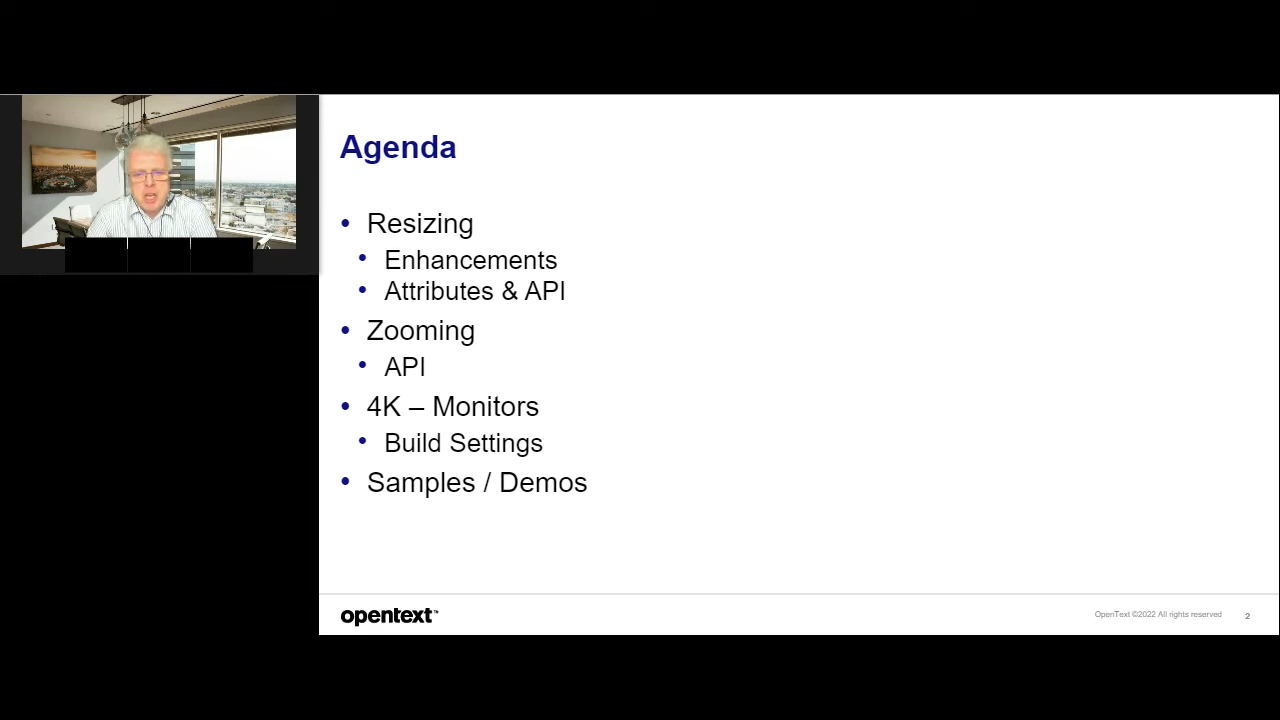 Agenda
• Resizing
• Enhancements
• Attributes & API
• Zooming
• API
• 4K – Monitors
• Build Settings
• Samples / Demos
opentext™
OpenText ©2022 All rights reserved 2